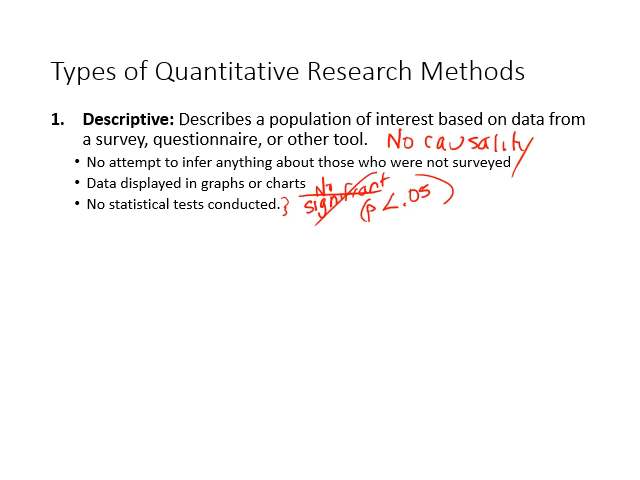 Types of Quantitative Research Methods
1. Descriptive: Describes a population of interest based on data from
a survey, questionnaire, or other tool. No causality
• No attempt to infer anything about those who were not surveyed
• Data displayed in graphs or charts No
• No statistical tests conducted. } significant
(p < .05)